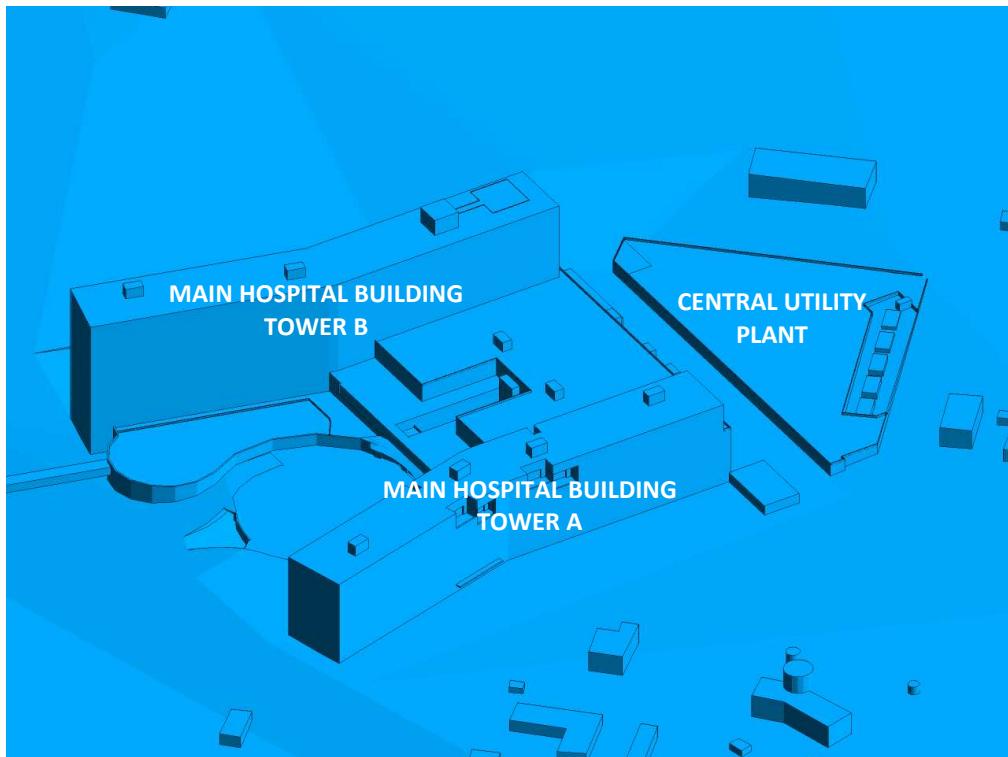 MAIN HOSPITAL BUILDING
TOWER B
CENTRAL UTILITY
PLANT
MAIN HOSPITAL BUILDING
TOWER A